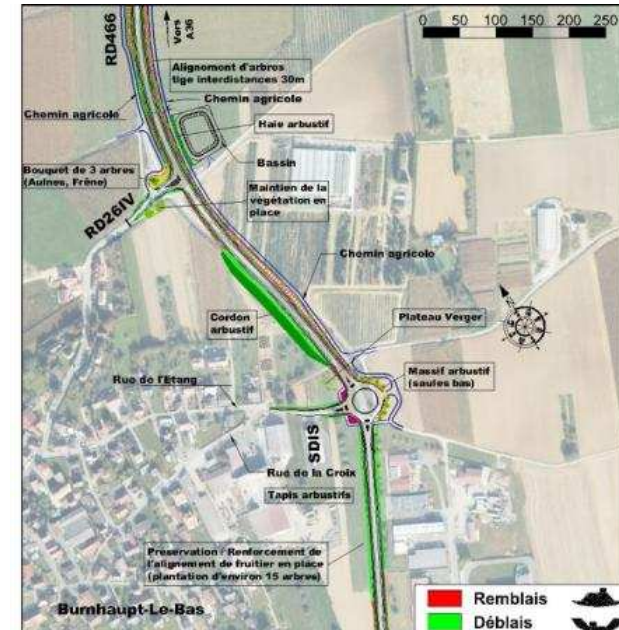 0 50 100 150 200 250
RD466
Vers
A36
Alignement d'arbres
tige interdistances 30m
Chemin agricole
Chemin agricole
Haie arbustif
Bassin
Bouquet de 3 arbres
(Aulnes, Frêne)
Maintien de la
végétation en
place
RD26IV
Chemin agricole
Cordon
arbustif
Plateau Verger
Massif arbustif
(saules bas)
Rue de l'Etang
SDIS
Rue de la Croix
Tapis arbustifs
Préservation / Renforcement de
l'alignement de fruitier en place
(plantation d'environ 15 arbres)
Burnhaupt-Le-Bas
Remblais
Déblais